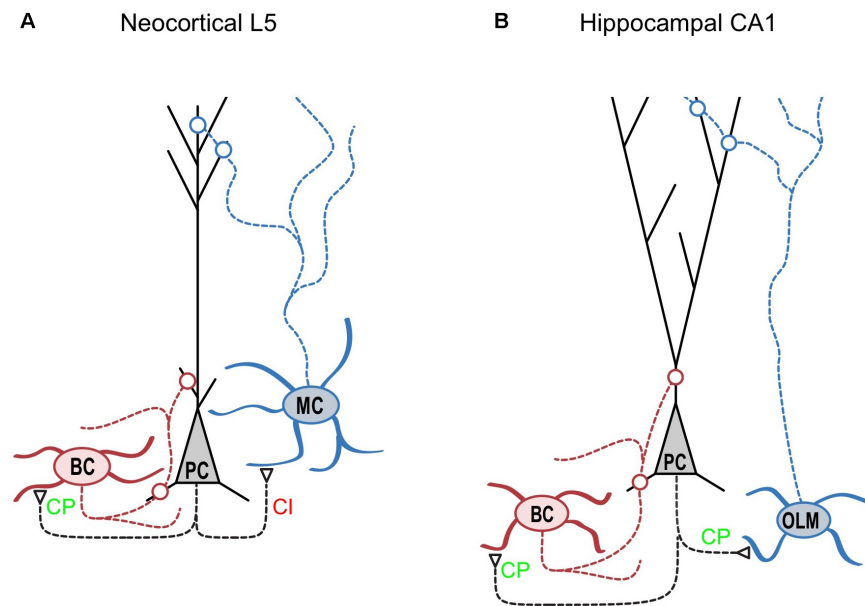 A Neocortical L5
B Hippocampal CA1
MC
BC
PC
CP
CI
PC
BC
OLM
CP
CP